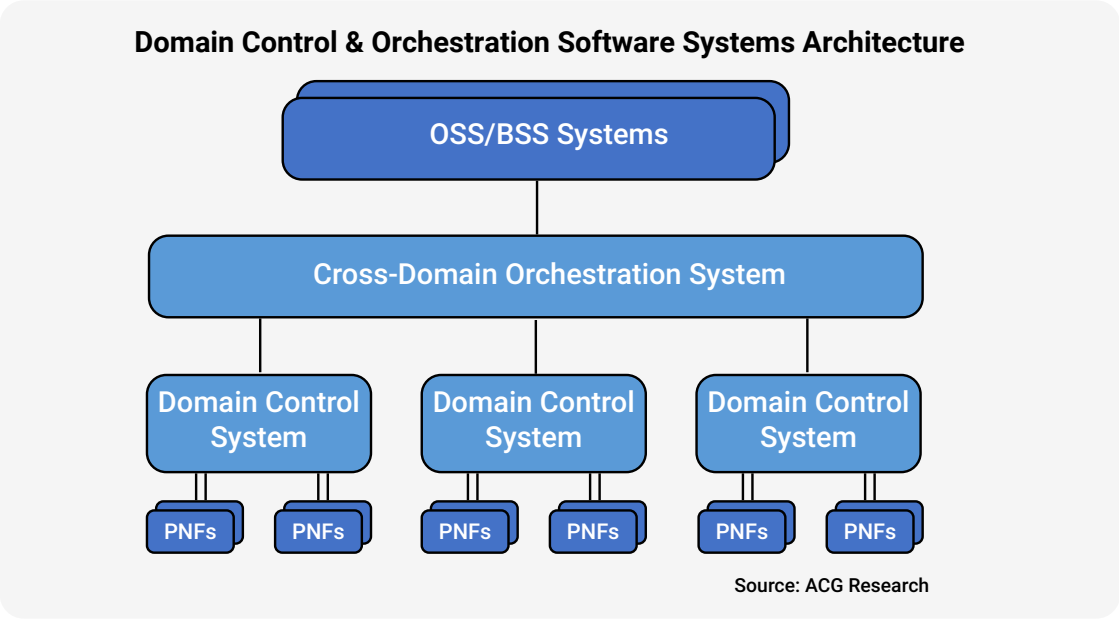 Domain Control & Orchestration Software Systems Architecture
OSS/BSS Systems
Cross-Domain Orchestration System
Domain Control
System
Domain Control
System
Domain Control
System
PNFs
PNFs
PNFs
PNFs
PNFs
PNFs
Source: ACG Research